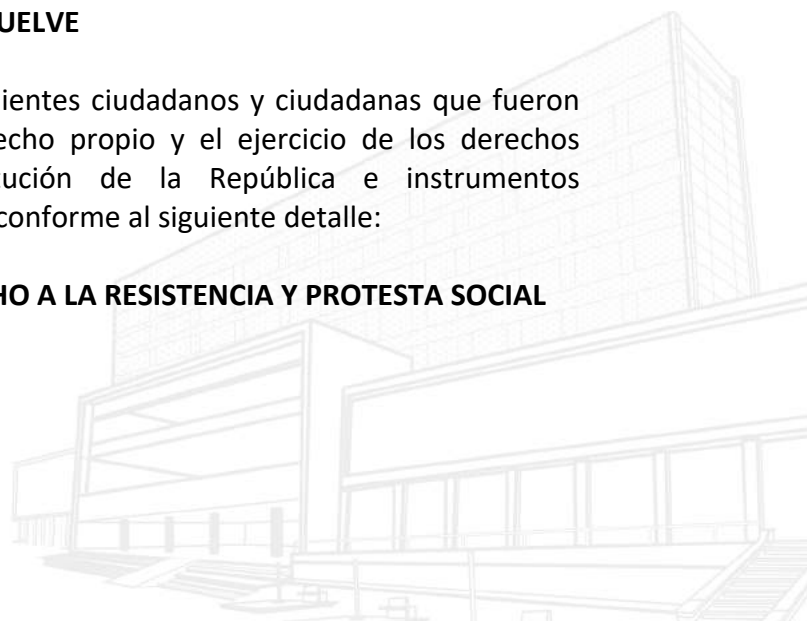 UELVE
ientes ciudadanos y ciudadanas que fueron
echo propio y el ejercicio de los derechos
tución de la República e instrumentos
conforme al siguiente detalle:
HO A LA RESISTENCIA Y PROTESTA SOCIAL